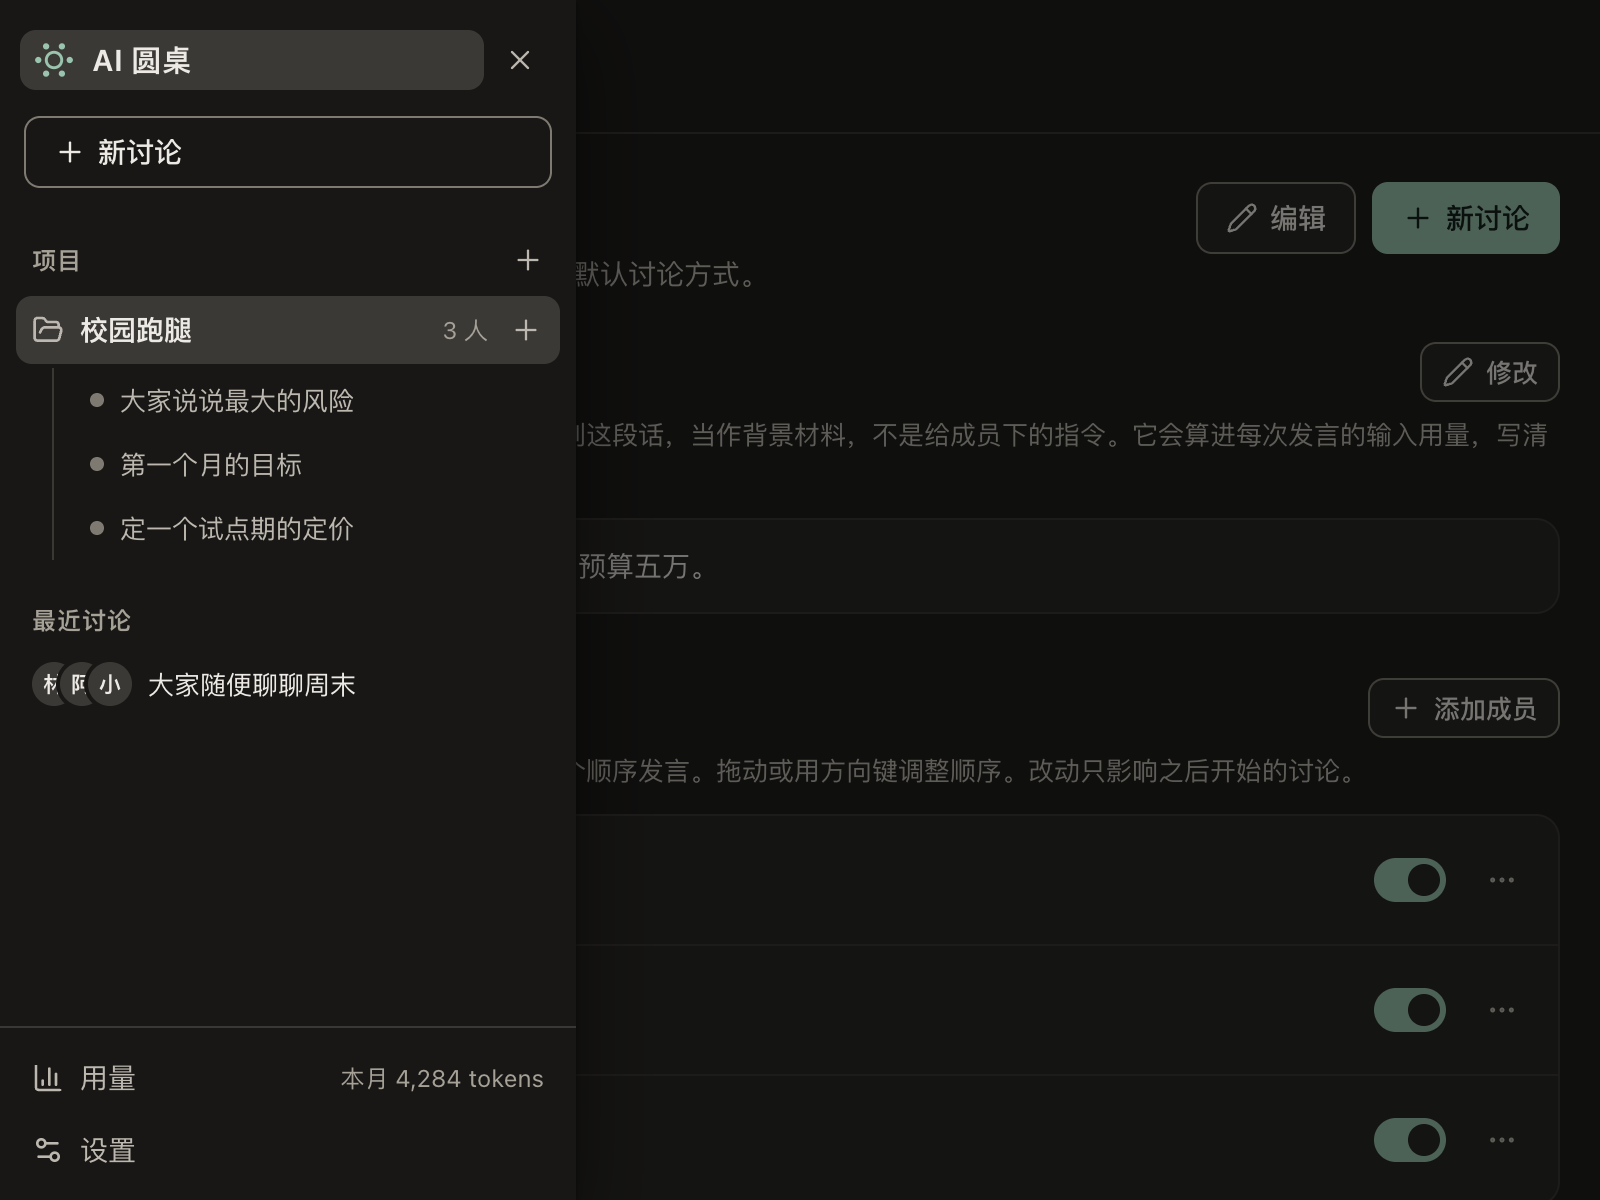 AI 圆桌
新讨论
项目
校园跑腿 3 人
大家说说最大的风险
第一个月的目标
定一个试点期的定价
最近讨论
小 大家随便聊聊周末
用量 本月 4,284 tokens
设置
编辑 新讨论
默认讨论方式。
修改
这段话，当作背景材料，不是给成员下的指令。它会算进每次发言的输入用量，写清
预算五万。
添加成员
顺序发言。拖动或用方向键调整顺序。改动只影响之后开始的讨论。